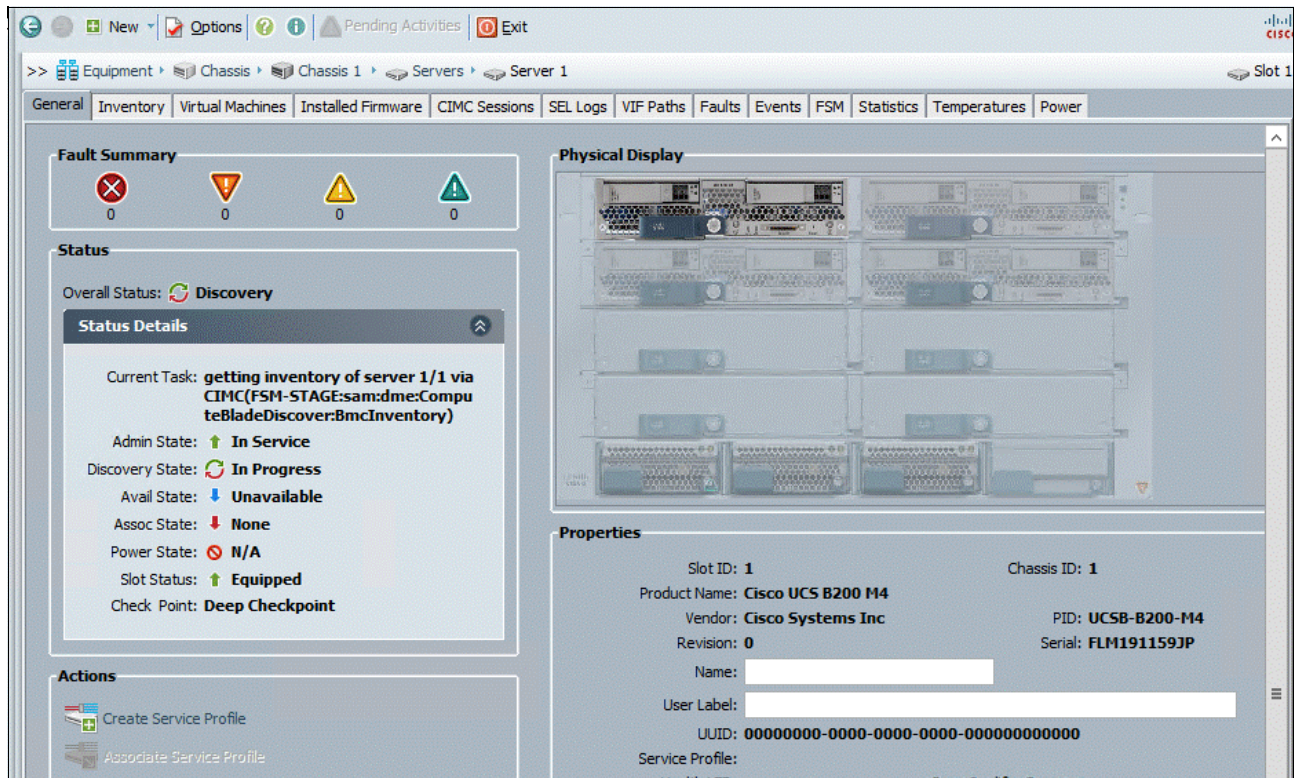 New Options Pending Activities Exit
cisco
>> Equipment Chassis Chassis 1 Servers Server 1 Slot 1
General Inventory Virtual Machines Installed Firmware CIMC Sessions SEL Logs VIF Paths Faults Events FSM Statistics Temperatures Power
Fault Summary
0 0 0 0
Status
Overall Status: Discovery
Status Details
Current Task: getting inventory of server 1/1 via
CIMC(FSM-STAGE:sam:dme:Compu
teBladeDiscover:BmcInventory)
Admin State: In Service
Discovery State: In Progress
Avail State: Unavailable
Assoc State: None
Power State: N/A
Slot Status: Equipped
Check Point: Deep Checkpoint
Actions
Create Service Profile
Associate Service Profile
Physical Display
Properties
Slot ID: 1 Chassis ID: 1
Product Name: Cisco UCS B200 M4
Vendor: Cisco Systems Inc PID: UCSB-B200-M4
Revision: 0 Serial: FLM191159JP
Name:
User Label:
UUID: 00000000-0000-0000-0000-000000000000
Service Profile: